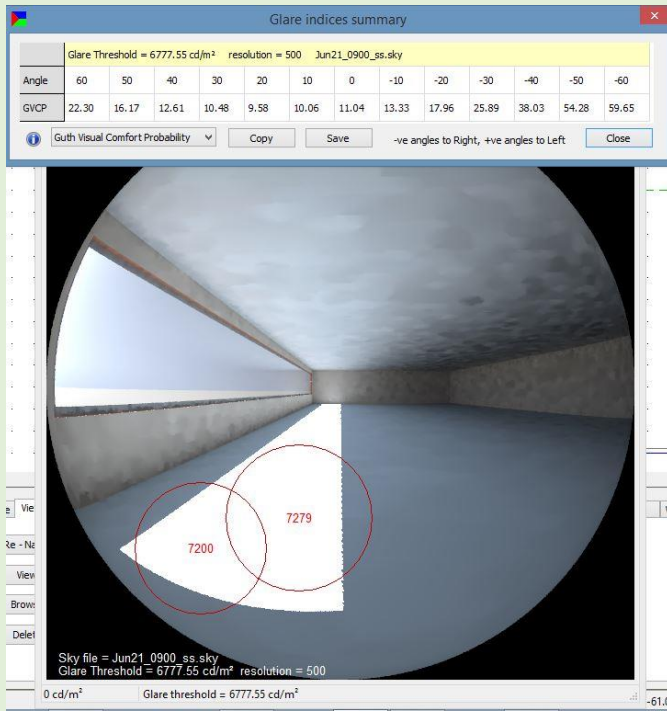 Glare indices summary
Glare Threshold = 6777.55 cd/m² resolution = 500 Jun21_0900_ss.sky
Angle 60 50 40 30 20 10 0 -10 -20 -30 -40 -50 -60
GVCP 22.30 16.17 12.61 10.48 9.58 10.06 11.04 13.33 17.96 25.89 38.03 54.28 59.65
Guth Visual Comfort Probability Copy Save -ve angles to Right, +ve angles to Left Close
7279
7200
Vie
Re - Na
View
Brows
Delet
Sky file = Jun21_0900_ss.sky
Glare Threshold = 6777.55 cd/m² resolution = 500
0 cd/m² Glare threshold = 6777.55 cd/m²
-61.0